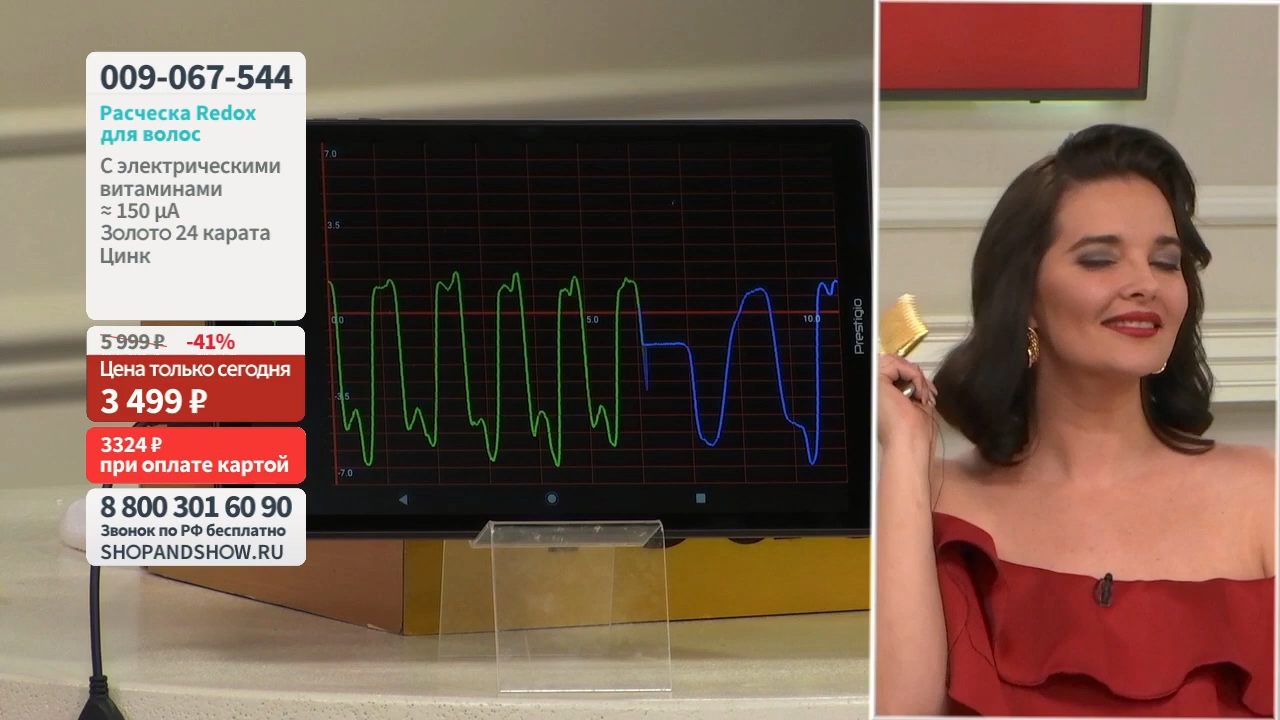 009-067-544
Расческа Redox
для волос
С электрическими
витаминами
≈ 150 μA
Золото 24 карата
Цинк
5 999 ₽ -41%
Цена только сегодня
3 499 ₽
3324 ₽
при оплате картой
8 800 301 60 90
Звонок по РФ бесплатно
SHOPANDSHOW.RU
7.0
3.5
0.0 5.0 10.0
-3.5
-7.0
Prestigio